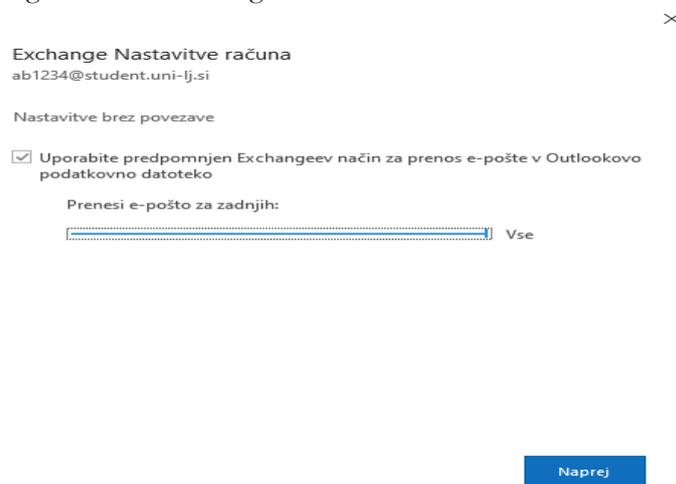 Exchange Nastavitve računa
ab1234@student.uni-lj.si
Nastavitve brez povezave
Uporabite predpomnjen Exchangeev način za prenos e-pošte v Outlookovo
podatkovno datoteko
Prenesi e-pošto za zadnjih:
Vse
Naprej